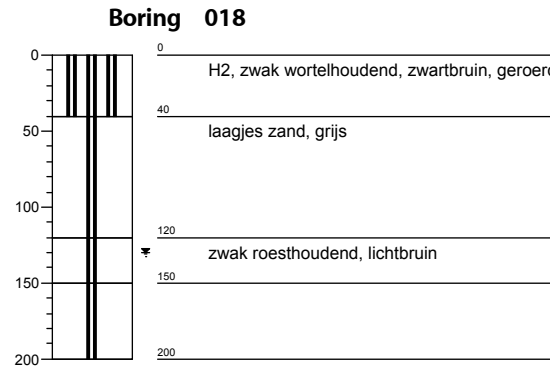 Boring 018
0
0
H2, zwak wortelhoudend, zwartbruin, geroerd
40
50
laagjes zand, grijs
100
120
zwak roesthoudend, lichtbruin
150
150
200
200